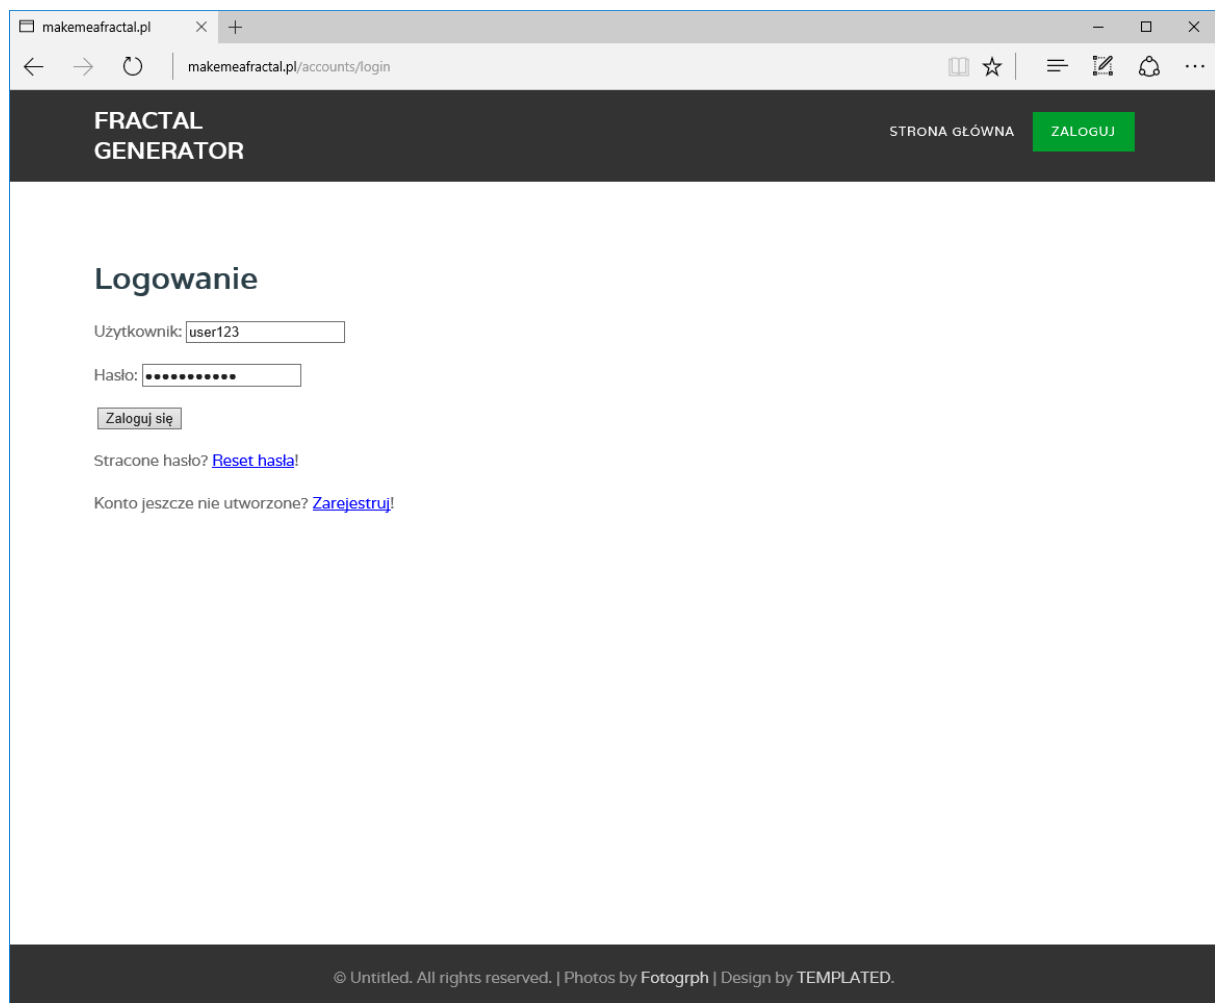 makemeafractal.pl
makemeafractal.pl/accounts/login
FRACTAL
GENERATOR
STRONA GŁÓWNA ZALOGUJ
Logowanie
Użytkownik: user123
Hasło: •••••••••••
Zaloguj się
Stracone hasło? Reset hasła!
Konto jeszcze nie utworzone? Zarejestruj!
© Untitled. All rights reserved. | Photos by Fotogrph | Design by TEMPLATED.